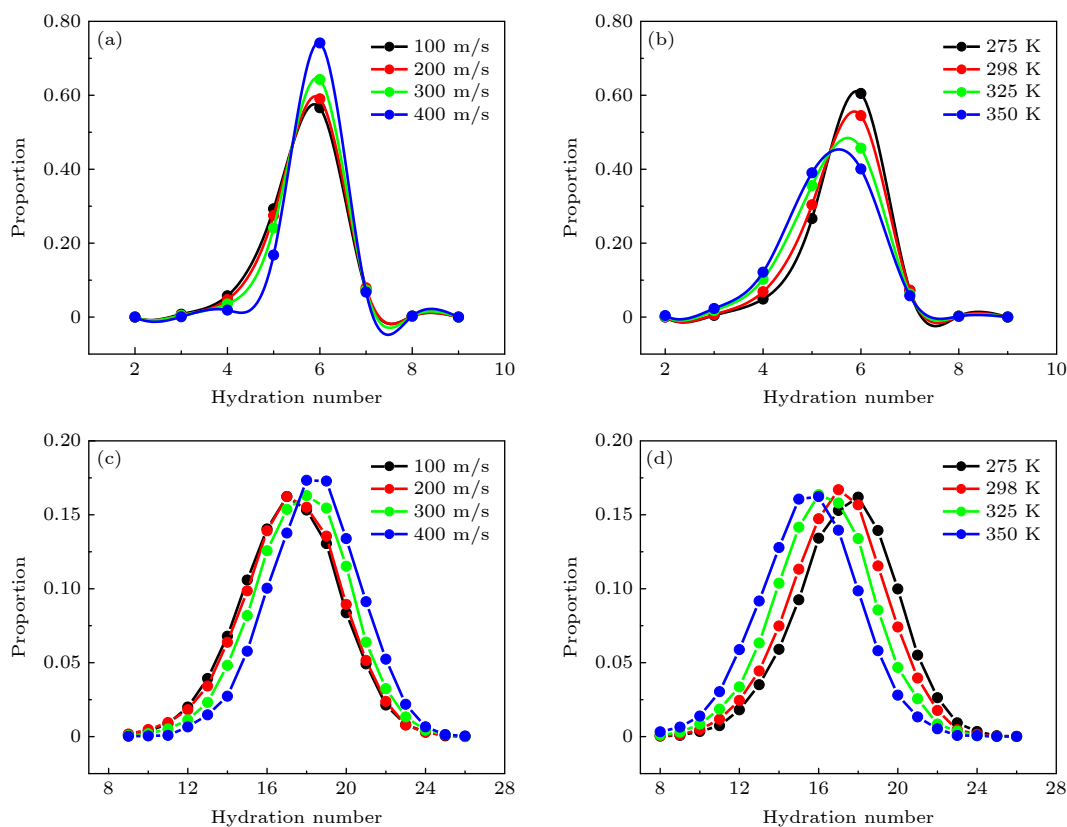 (a)
100 m/s
200 m/s
300 m/s
400 m/s
0.80
0.60
0.40
0.20
0
Proportion
2 4 6 8 10
Hydration number
(b)
275 K
298 K
325 K
350 K
0.80
0.60
0.40
0.20
0
Proportion
2 4 6 8 10
Hydration number
(c)
100 m/s
200 m/s
300 m/s
400 m/s
0.20
0.15
0.10
0.05
0
Proportion
8 12 16 20 24 28
Hydration number
(d)
275 K
298 K
325 K
350 K
0.20
0.15
0.10
0.05
0
Proportion
8 12 16 20 24 28
Hydration number